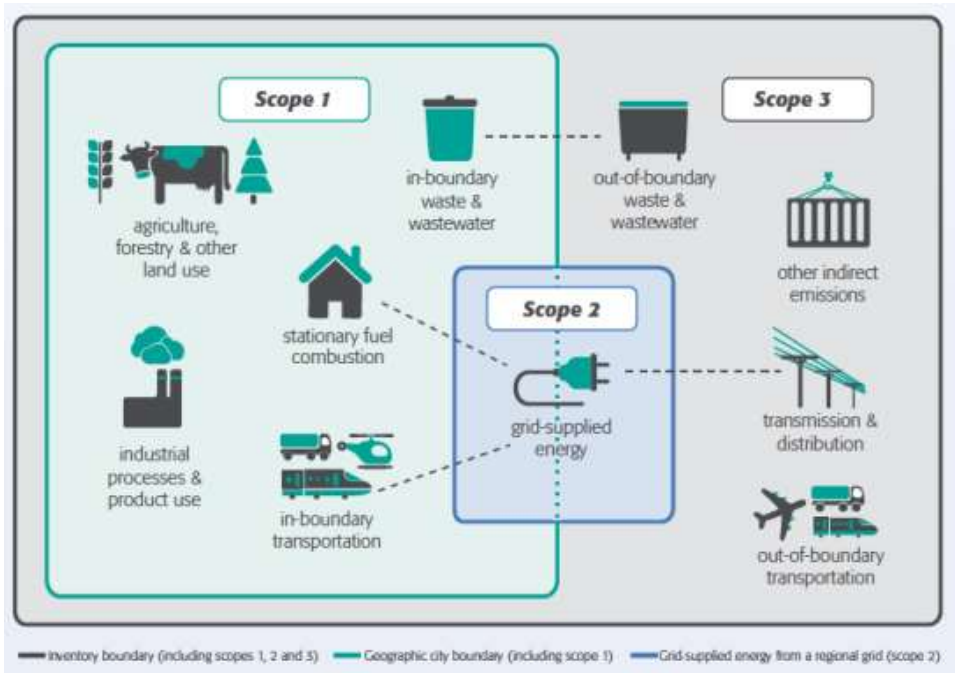 Scope 1
Scope 3
in-boundary
waste &
wastewater
out-of-boundary
waste &
wastewater
agriculture,
forestry & other
land use
other indirect
emissions
Scope 2
stationary fuel
combustion
grid-supplied
energy
transmission &
distribution
industrial
processes &
product use
in-boundary
transportation
out-of-boundary
transportation
Inventory boundary (including scopes 1, 2 and 3)
Geographic city boundary (including scope 1)
Grid-supplied energy from a regional grid (scope 2)